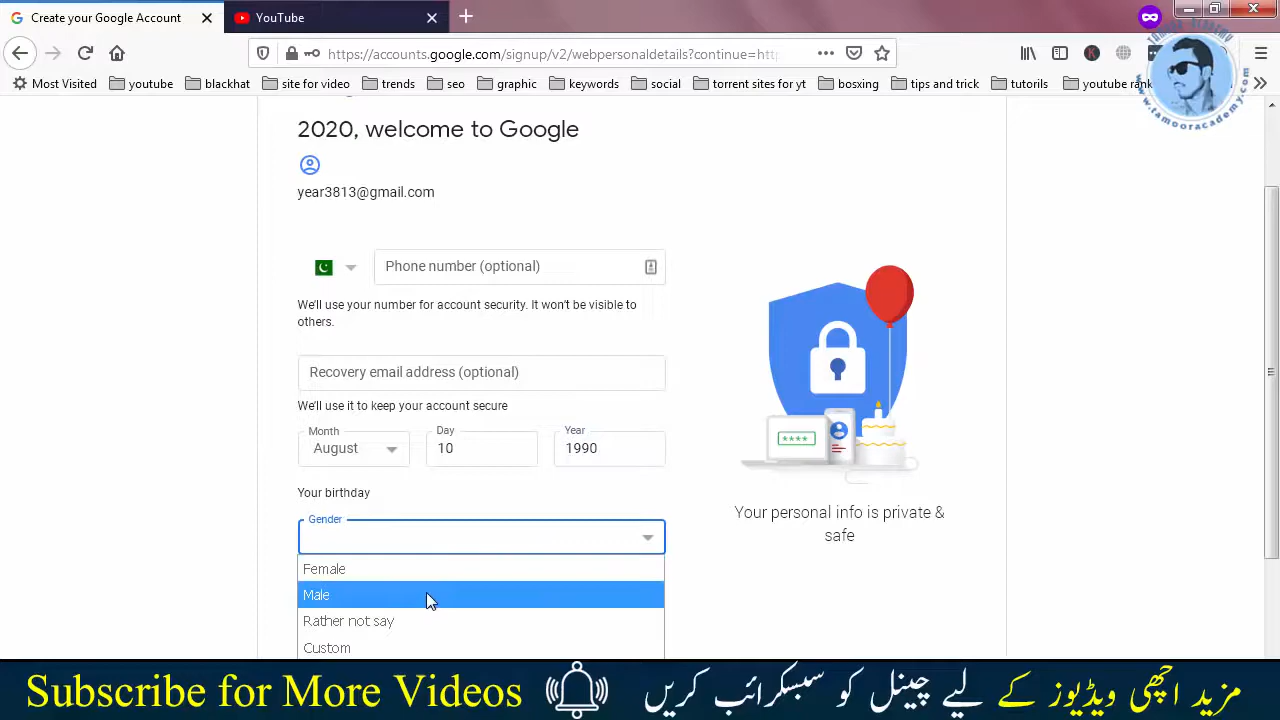 Create your Google Account
YouTube
https://accounts.google.com/signup/v2/webpersonaldetails?continue=htt
Most Visited youtube blackhat site for video trends seo graphic keywords social torrent sites for yt bosxing tips and trick tutorils youtube rank
www.tamooracademy.com
2020, welcome to Google
year3813@gmail.com
Phone number (optional)
We'll use your number for account security. It won't be visible to
others.
Recovery email address (optional)
We'll use it to keep your account secure
Month Day Year
August 10 1990
Your birthday
Gender
Female
Male
Rather not say
Custom
****
Your personal info is private &
safe
Subscribe for More Videos مزید اچھی ویڈیوز کے لیے چینل کو سبسکرائب کریں